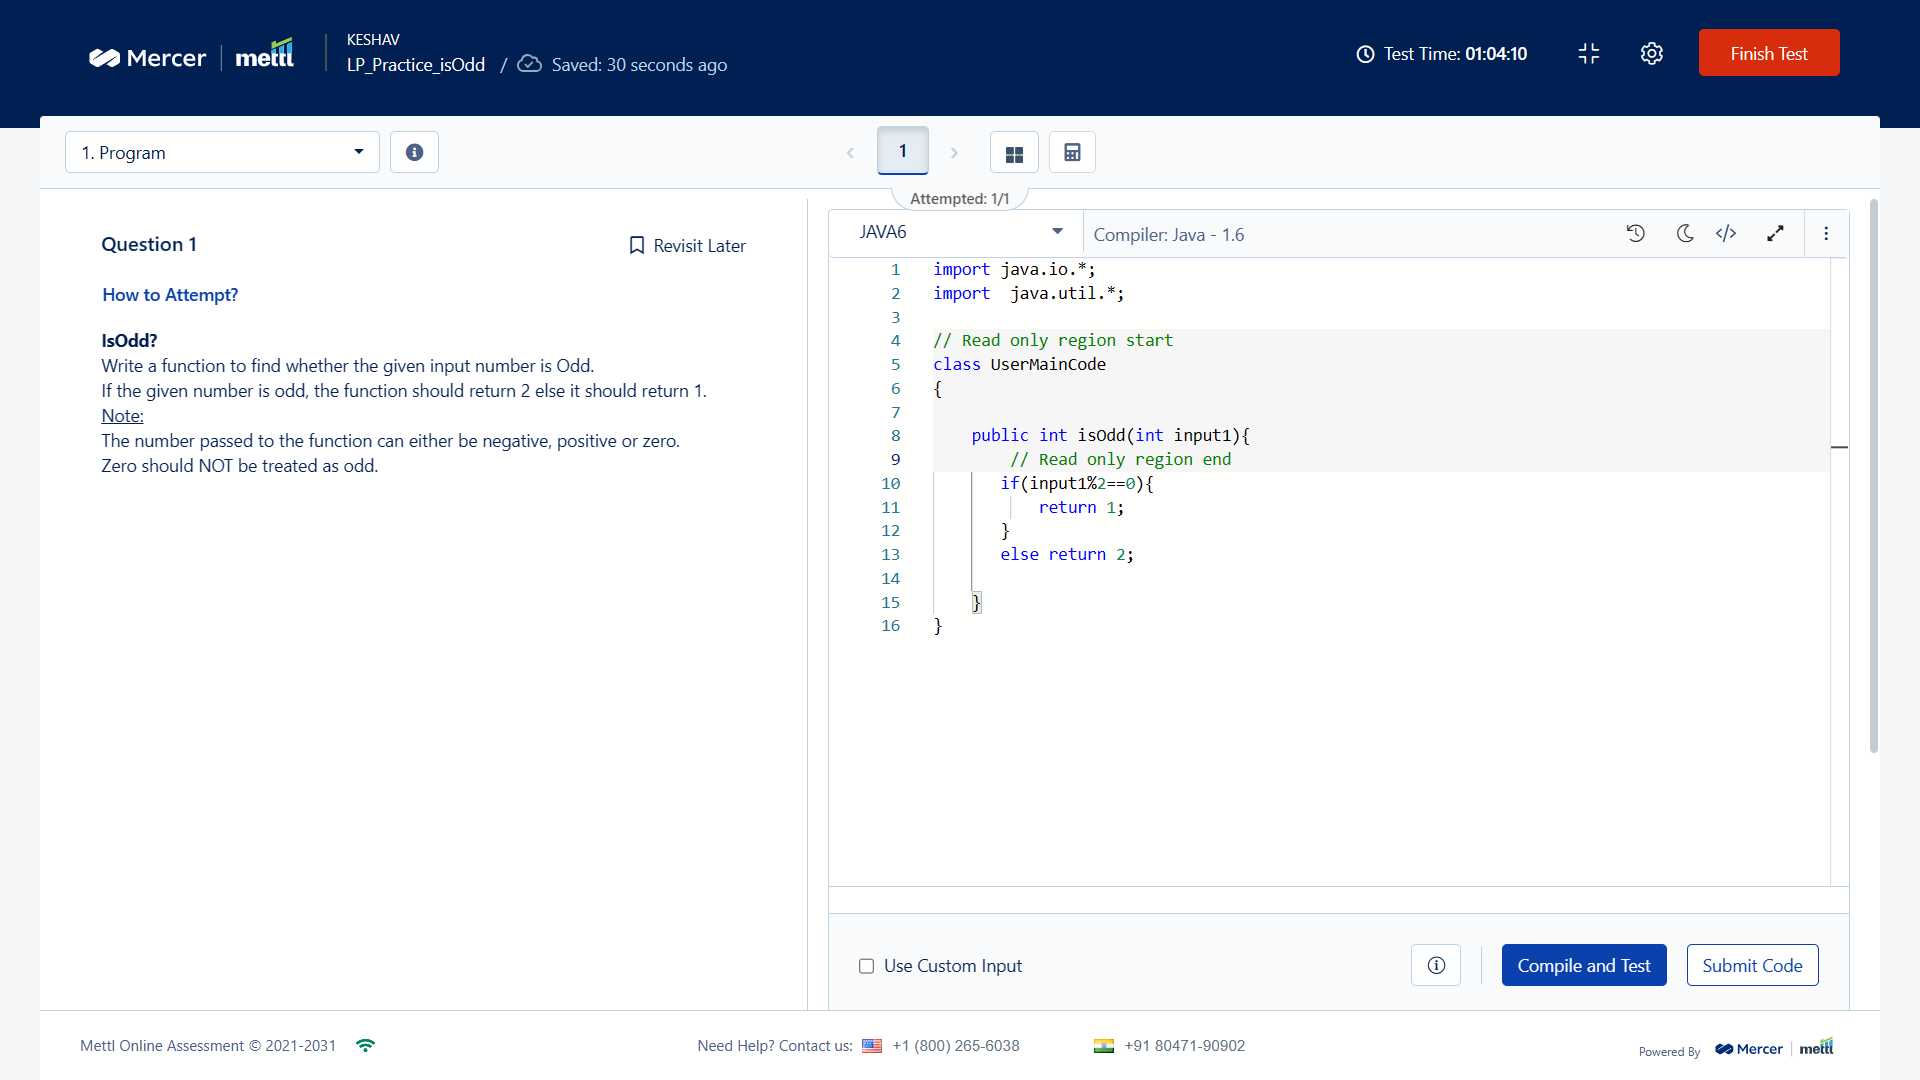 Mercer | mettl
KESHAV
LP_Practice_isOdd / Saved: 30 seconds ago
Test Time: 01:04:10
Finish Test
1. Program
1
Attempted: 1/1
Question 1
Revisit Later
How to Attempt?
IsOdd?
Write a function to find whether the given input number is Odd.
If the given number is odd, the function should return 2 else it should return 1.
Note:
The number passed to the function can either be negative, positive or zero.
Zero should NOT be treated as odd.
JAVA6
Compiler: Java - 1.6
1 import java.io.*;
2 import  java.util.*;
3
4 // Read only region start
5 class UserMainCode
6 {
7
8     public int isOdd(int input1){
9         // Read only region end
10        if(input1%2==0){
11            return 1;
12        }
13        else return 2;
14
15     }
16 }
Use Custom Input
Compile and Test
Submit Code
Mettl Online Assessment © 2021-2031
Need Help? Contact us: +1 (800) 265-6038
+91 80471-90902
Powered By Mercer | mettl